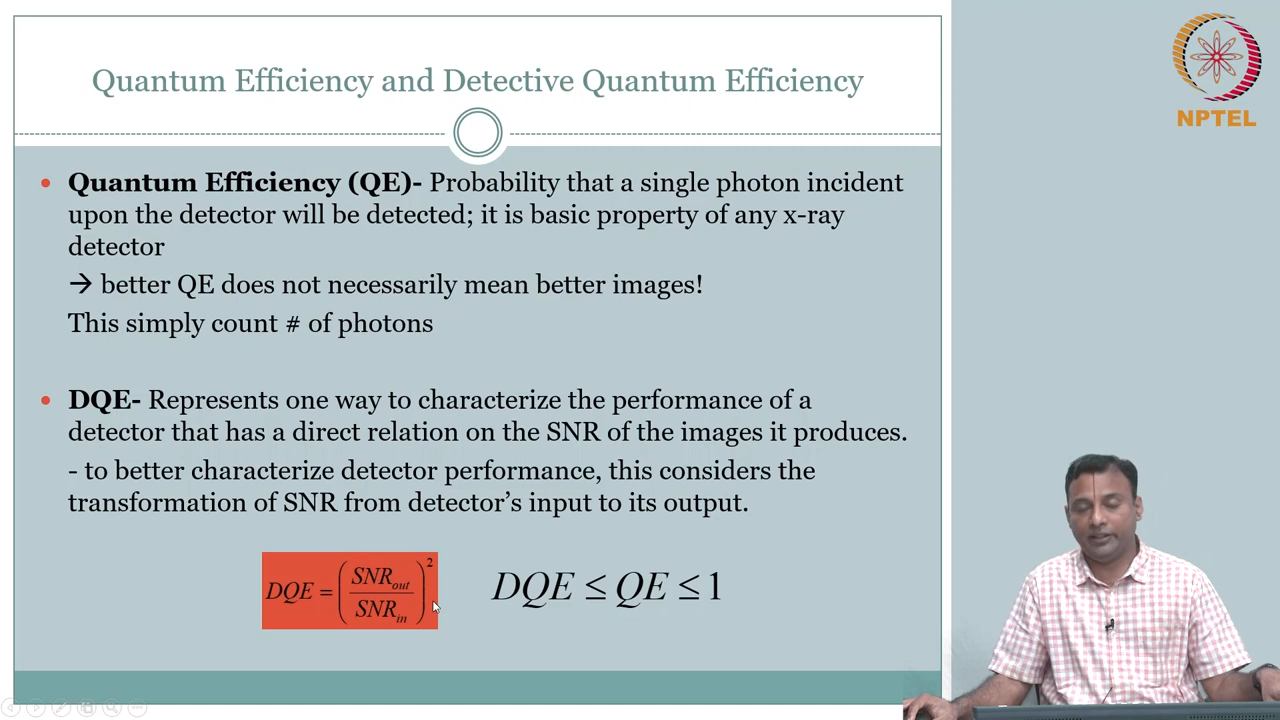 Quantum Efficiency and Detective Quantum Efficiency
NPTEL
• Quantum Efficiency (QE)- Probability that a single photon incident
upon the detector will be detected; it is basic property of any x-ray
detector
→ better QE does not necessarily mean better images!
This simply count # of photons
• DQE- Represents one way to characterize the performance of a
detector that has a direct relation on the SNR of the images it produces.
- to better characterize detector performance, this considers the
transformation of SNR from detector's input to its output.
DQE = (SNR_out / SNR_in)^2
DQE ≤ QE ≤ 1